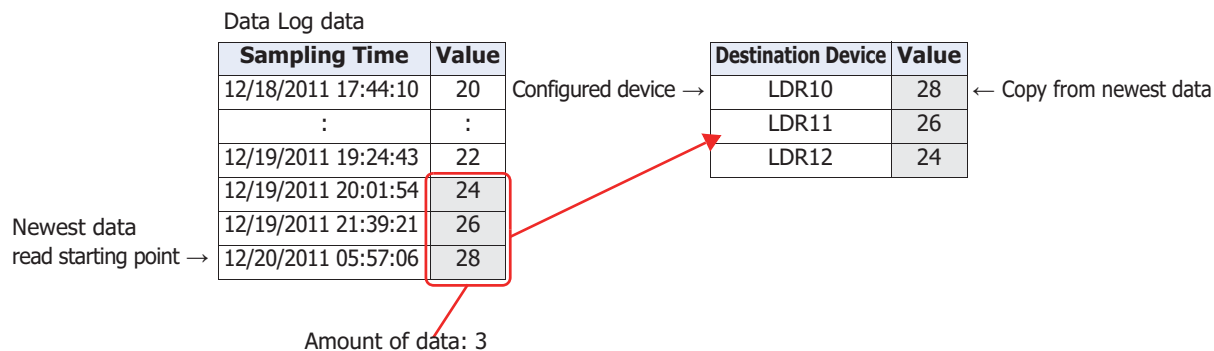 Data Log data
Sampling Time Value
12/18/2011 17:44:10 20
: :
12/19/2011 19:24:43 22
12/19/2011 20:01:54 24
12/19/2011 21:39:21 26
12/20/2011 05:57:06 28
Newest data
read starting point →
Amount of data: 3
Configured device →
Destination Device Value
LDR10 28
LDR11 26
LDR12 24
← Copy from newest data